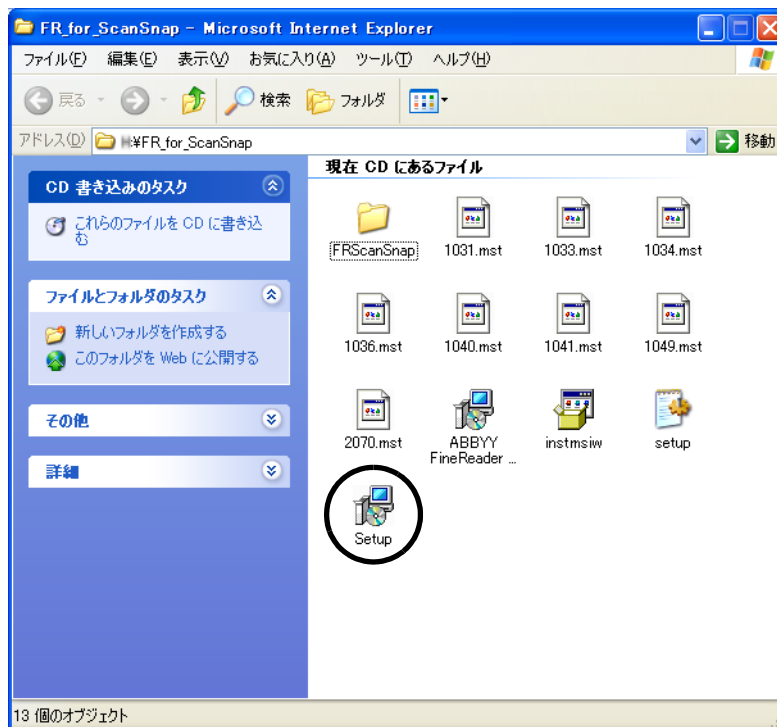 FR_for_ScanSnap - Microsoft Internet Explorer
ファイル(F) 編集(E) 表示(V) お気に入り(A) ツール(T) ヘルプ(H)
戻る 検索 フォルダ
アドレス(D) H:¥FR_for_ScanSnap 移動
現在 CD にあるファイル
CD 書き込みのタスク
これらのファイルを CD に書き込
む
ファイルとフォルダのタスク
新しいフォルダを作成する
このフォルダを Web に公開する
その他
詳細
FRScanSnap 1031.mst 1033.mst 1034.mst
1036.mst 1040.mst 1041.mst 1049.mst
2070.mst ABBYY FineReader ... instmsiw setup
Setup
13 個のオブジェクト